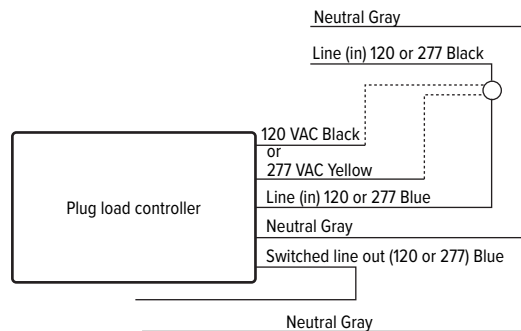 Neutral Gray
Line (in) 120 or 277 Black
120 VAC Black
or
277 VAC Yellow
Plug load controller
Line (in) 120 or 277 Blue
Neutral Gray
Switched line out (120 or 277) Blue
Neutral Gray